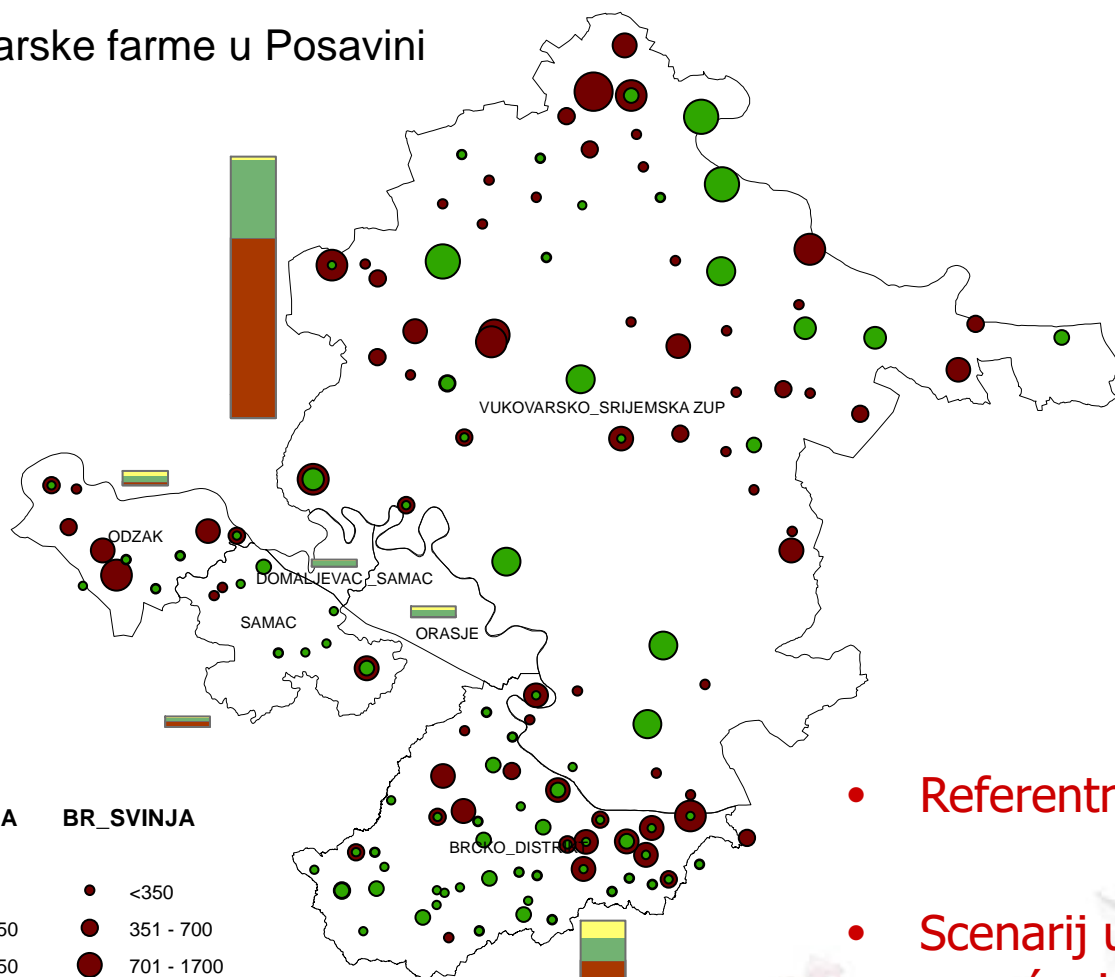 arske farme u Posavini
VUKOVARSKO_SRIJEMSKA ZUP
ODZAK
DOMALJEVAC_SAMAC
SAMAC
ORASJE
BRCKO_DISTRIKT
A BR_SVINJA
<350
50 351 - 700
50 701 - 1700
• Referentn
• Scenarij u